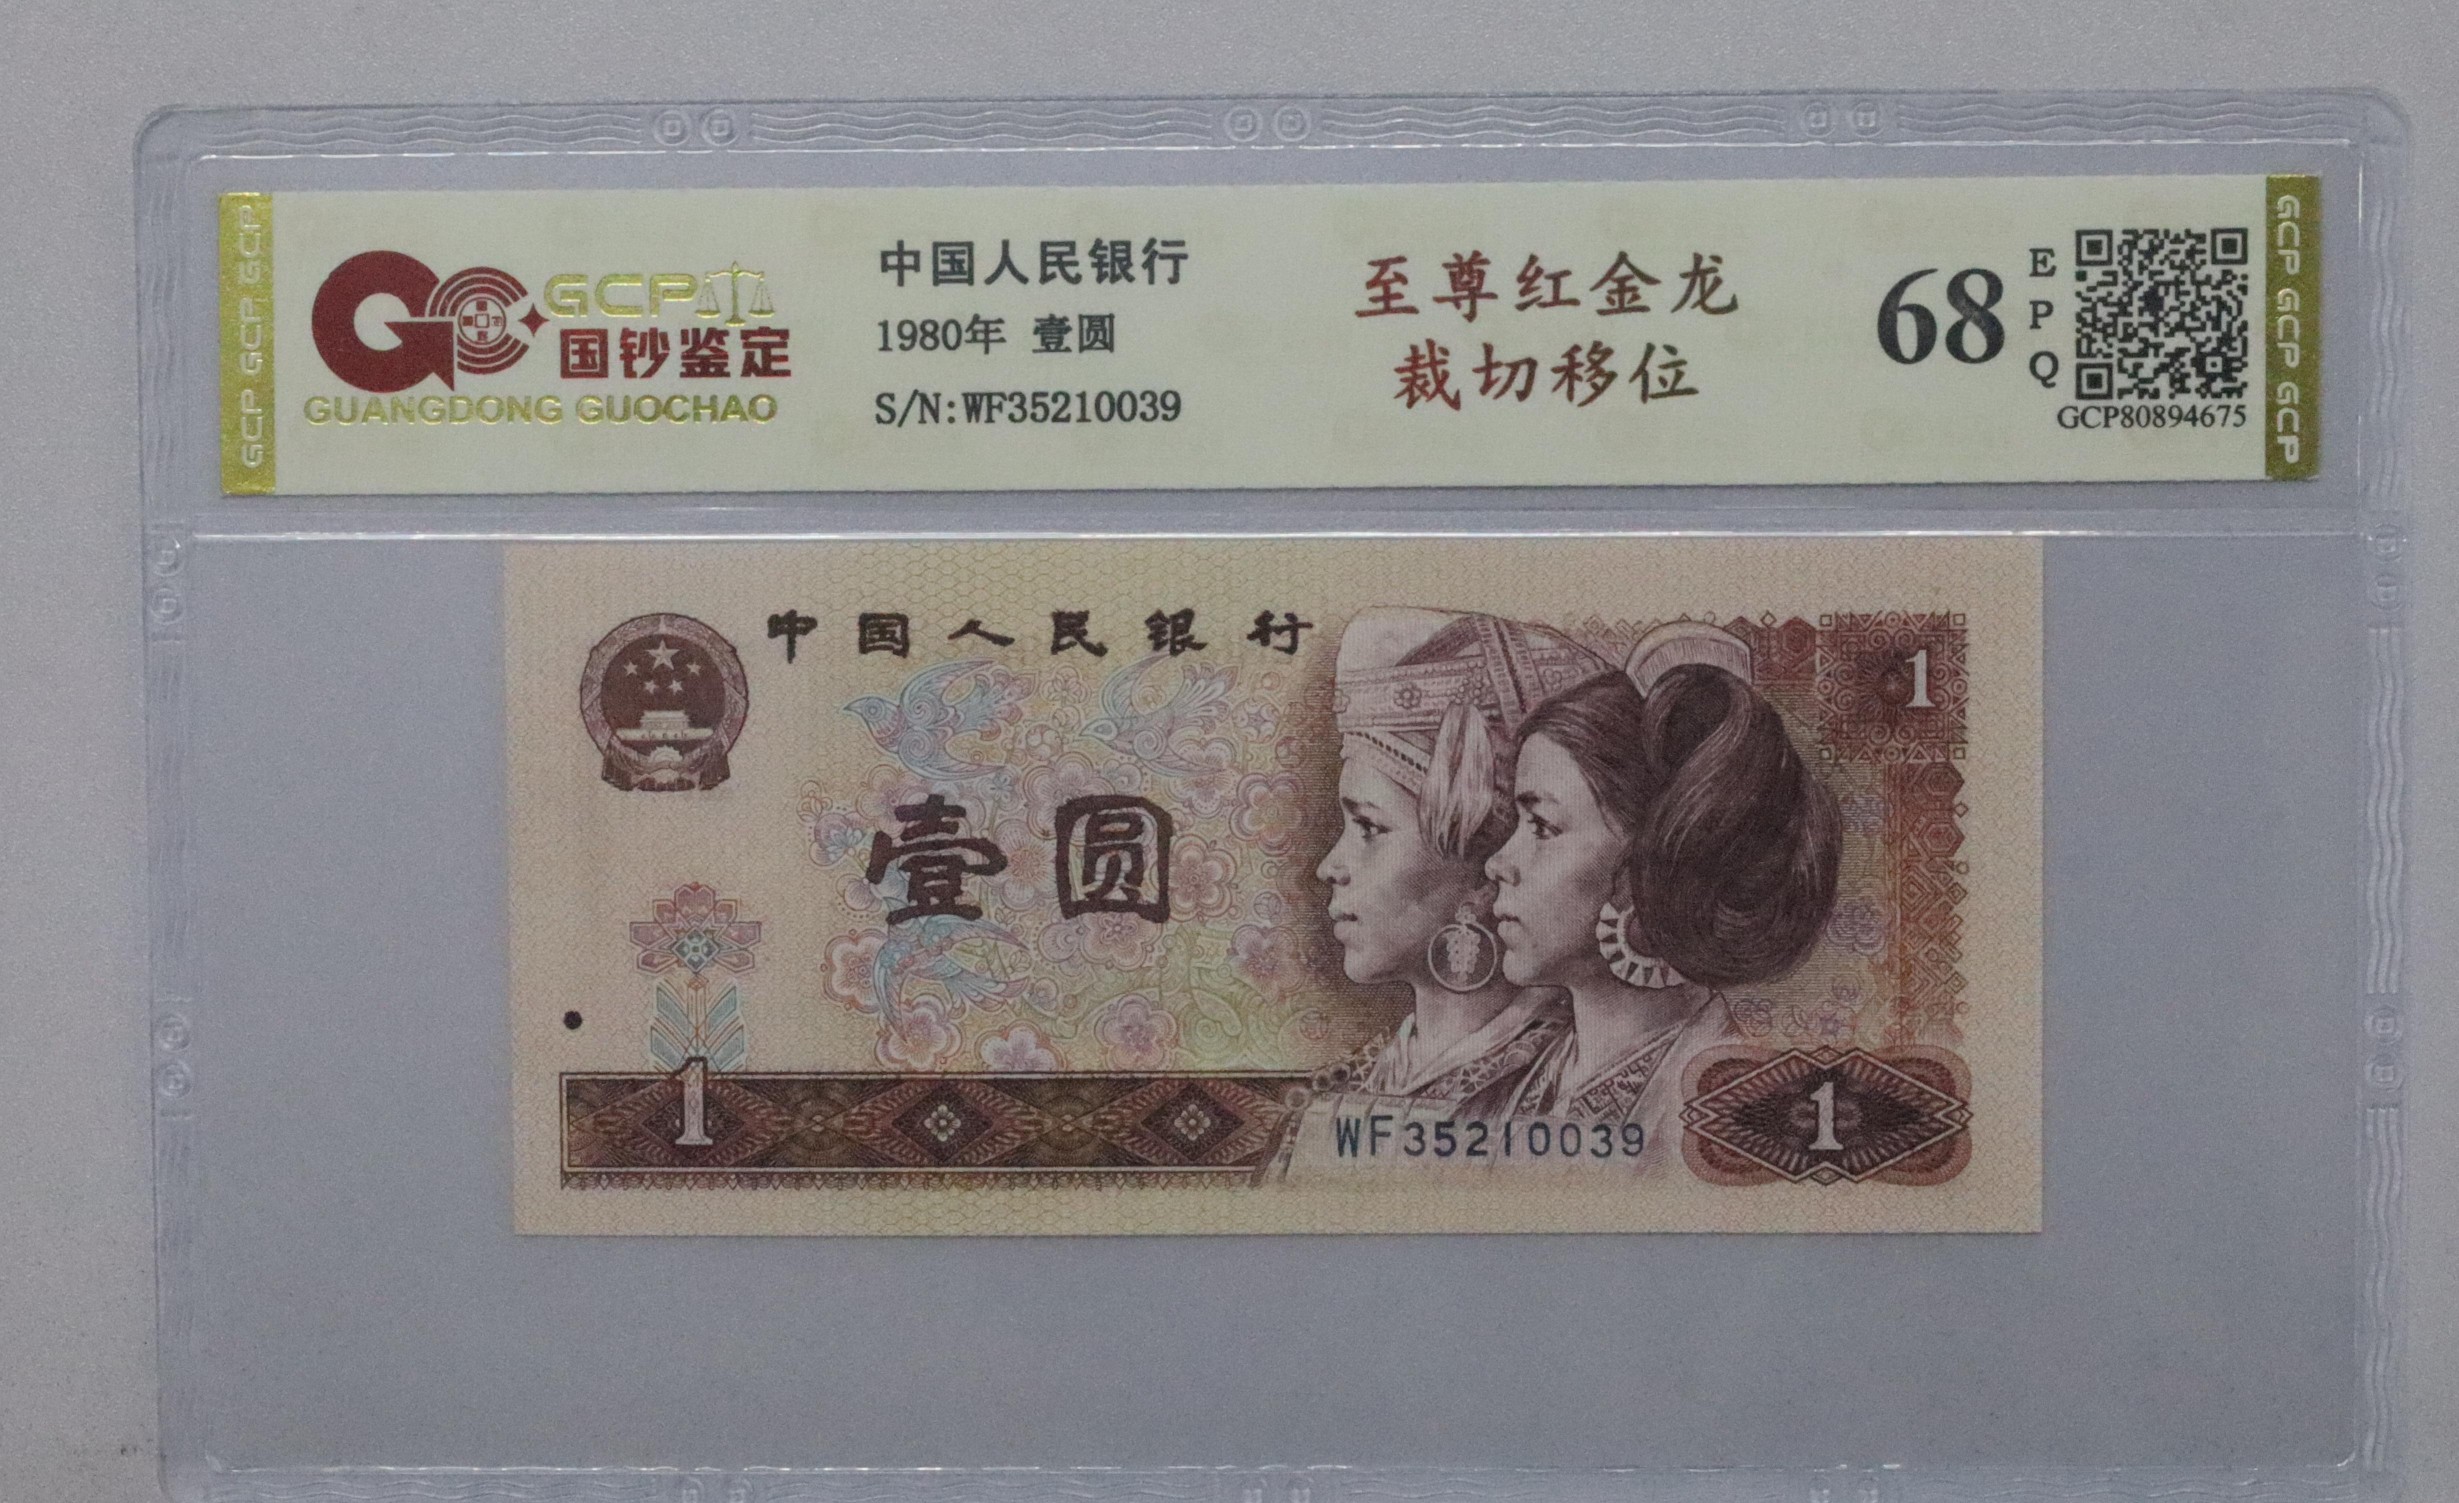 GCP GCP GCP
GCP
国钞鉴定
GUANGDONG GUOCHAO
中国人民银行
1980年 壹圆
S/N:WF35210039
至尊红金龙
裁切移位
68
EPQ
GCP80894675
GCP GCP GCP
中国人民银行
1
壹圆
1
WF35210039
1